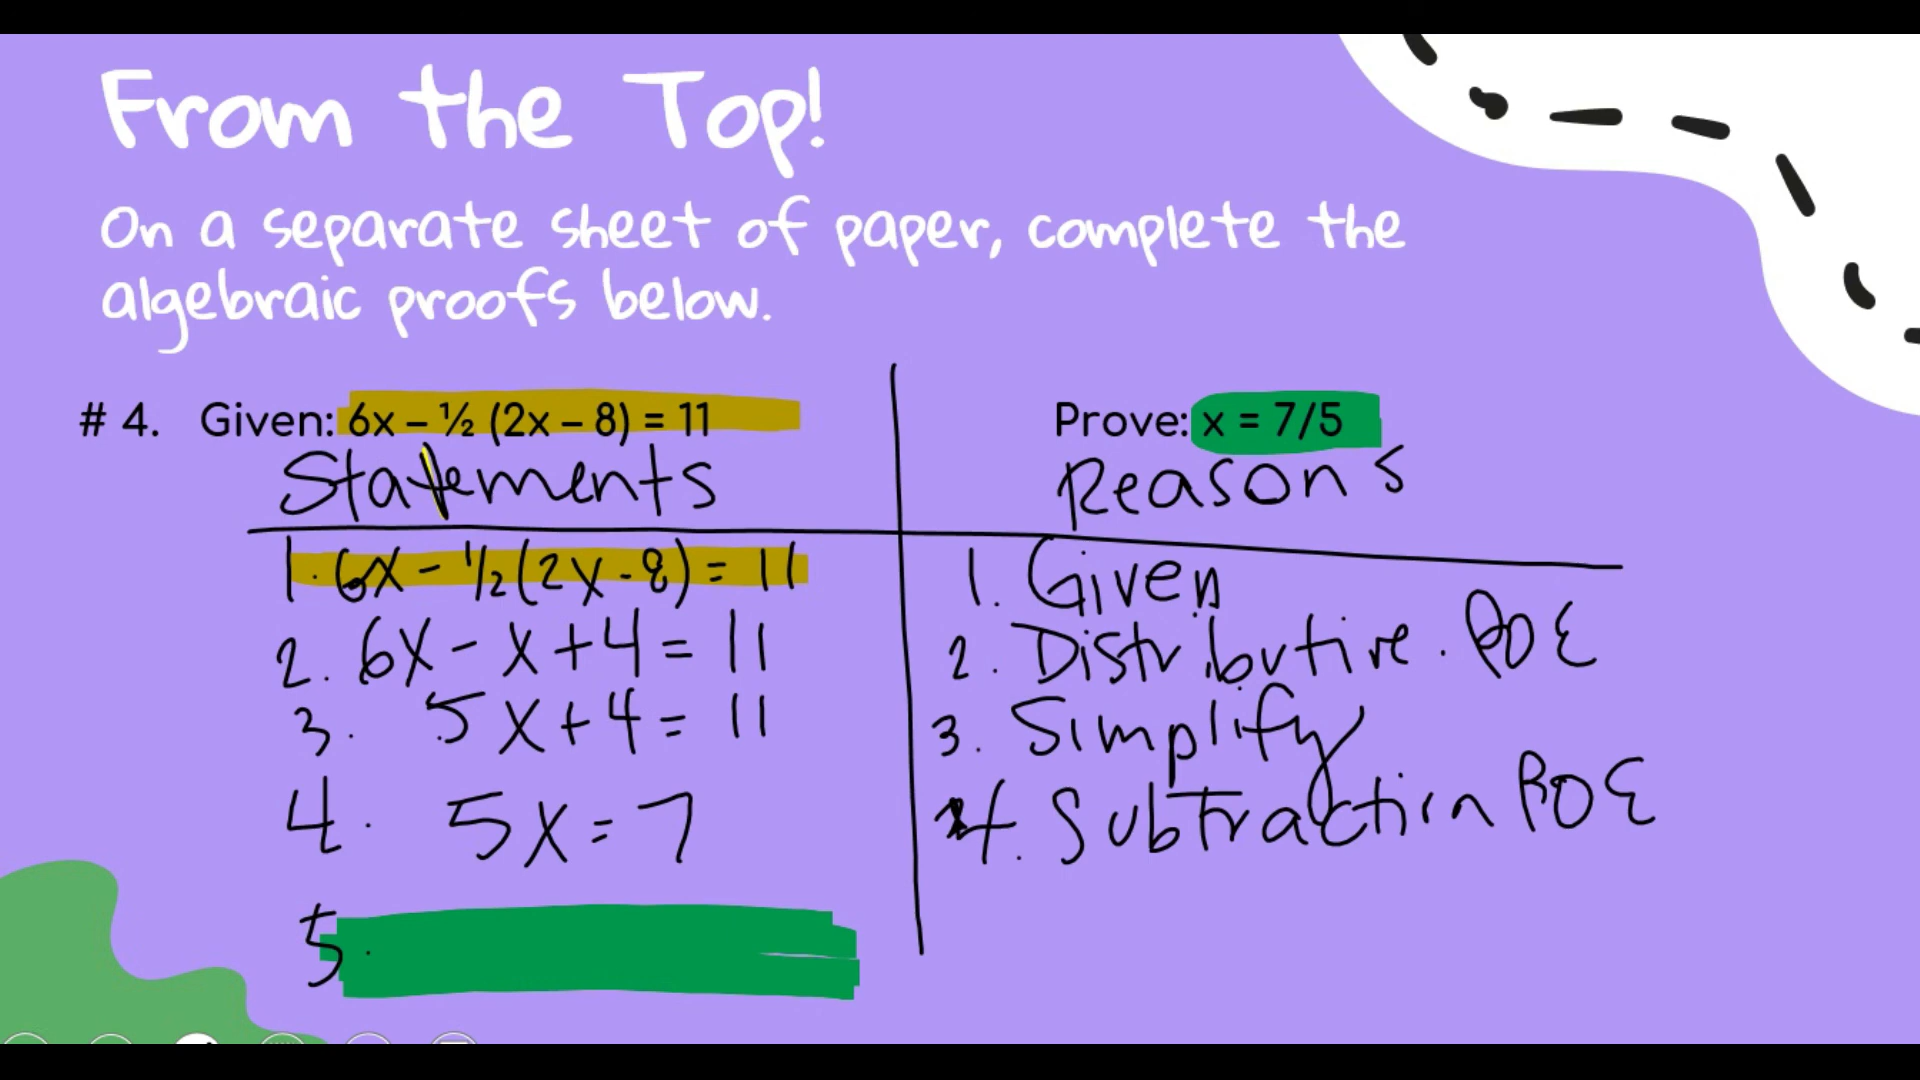 From the Top!
On a separate sheet of paper, complete the
algebraic proofs below.
# 4. Given: 6x – ½ (2x – 8) = 11 Prove: x = 7/5
Statements Reasons
1. 6x - 1/2(2x - 8) = 11 1. Given
2. 6x - x + 4 = 11 2. Distributive. POE
3. 5x + 4 = 11 3. Simplify
4. 5x = 7 4. Subtraction POE
5.